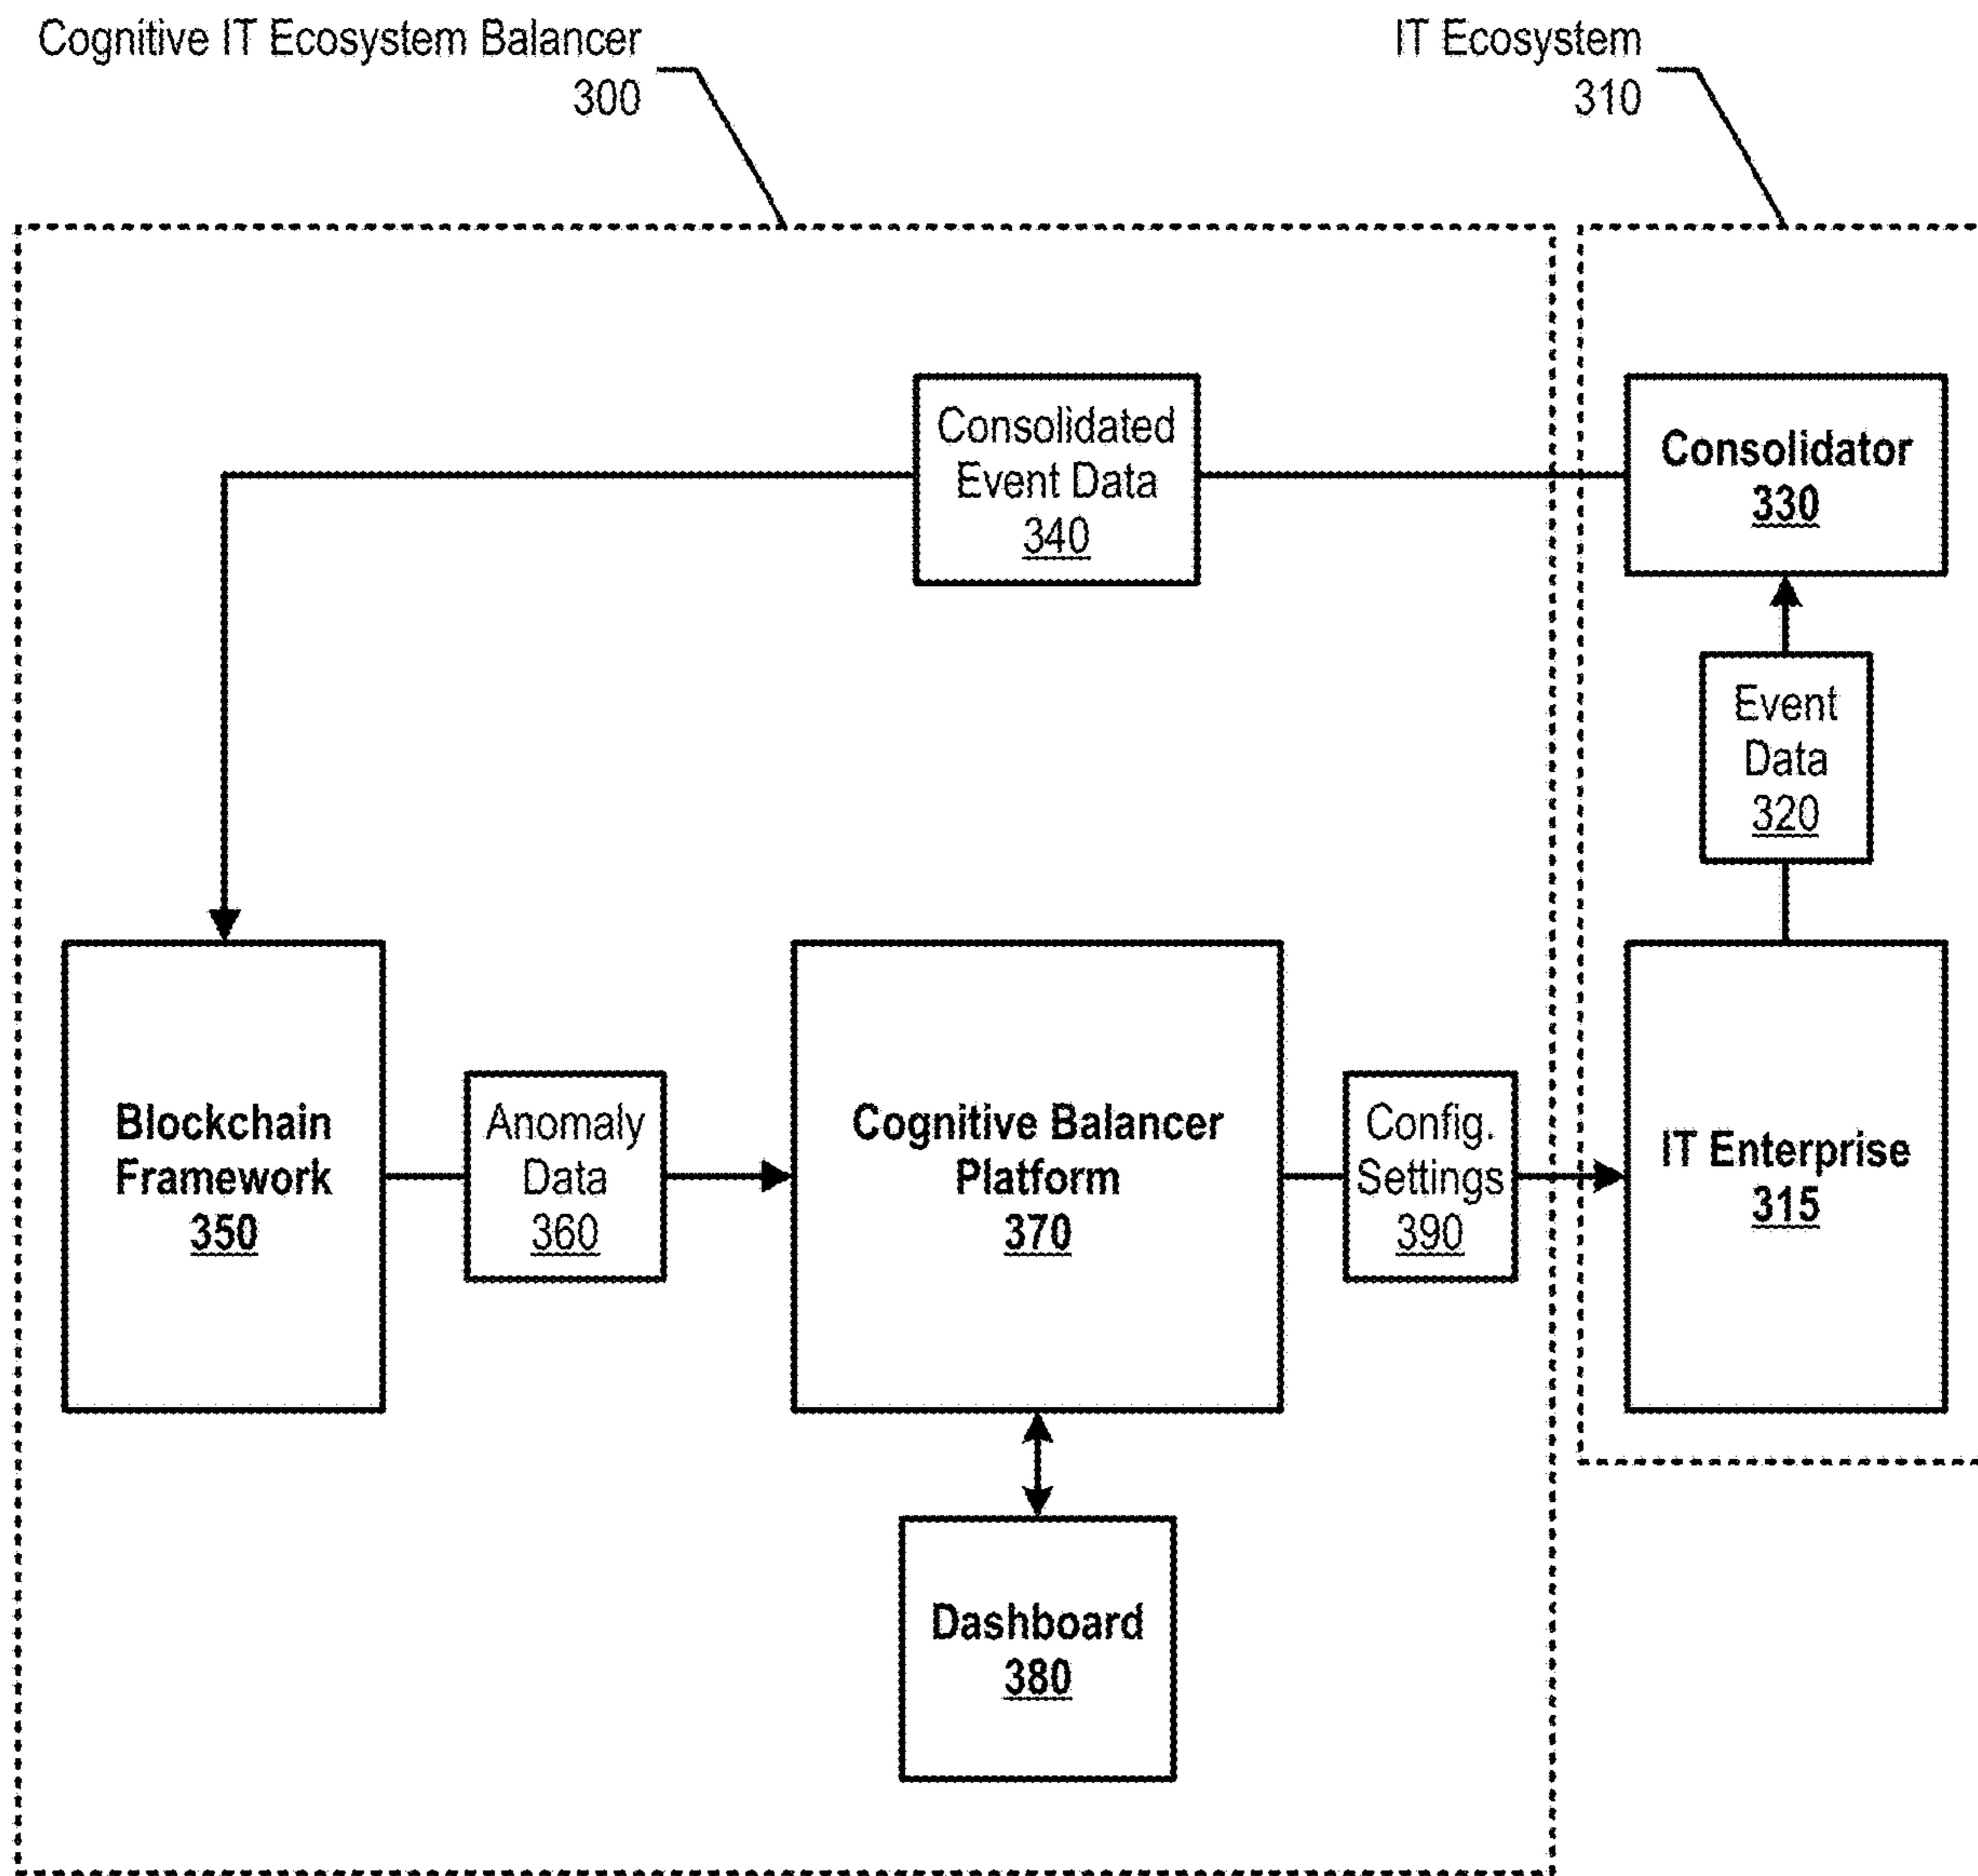 Cognitive IT Ecosystem Balancer
300
IT Ecosystem
310
Consolidated
Event Data
340
Consolidator
330
Event
Data
320
Blockchain
Framework
350
Anomaly
Data
360
Cognitive Balancer
Platform
370
Config.
Settings
390
IT Enterprise
315
Dashboard
380